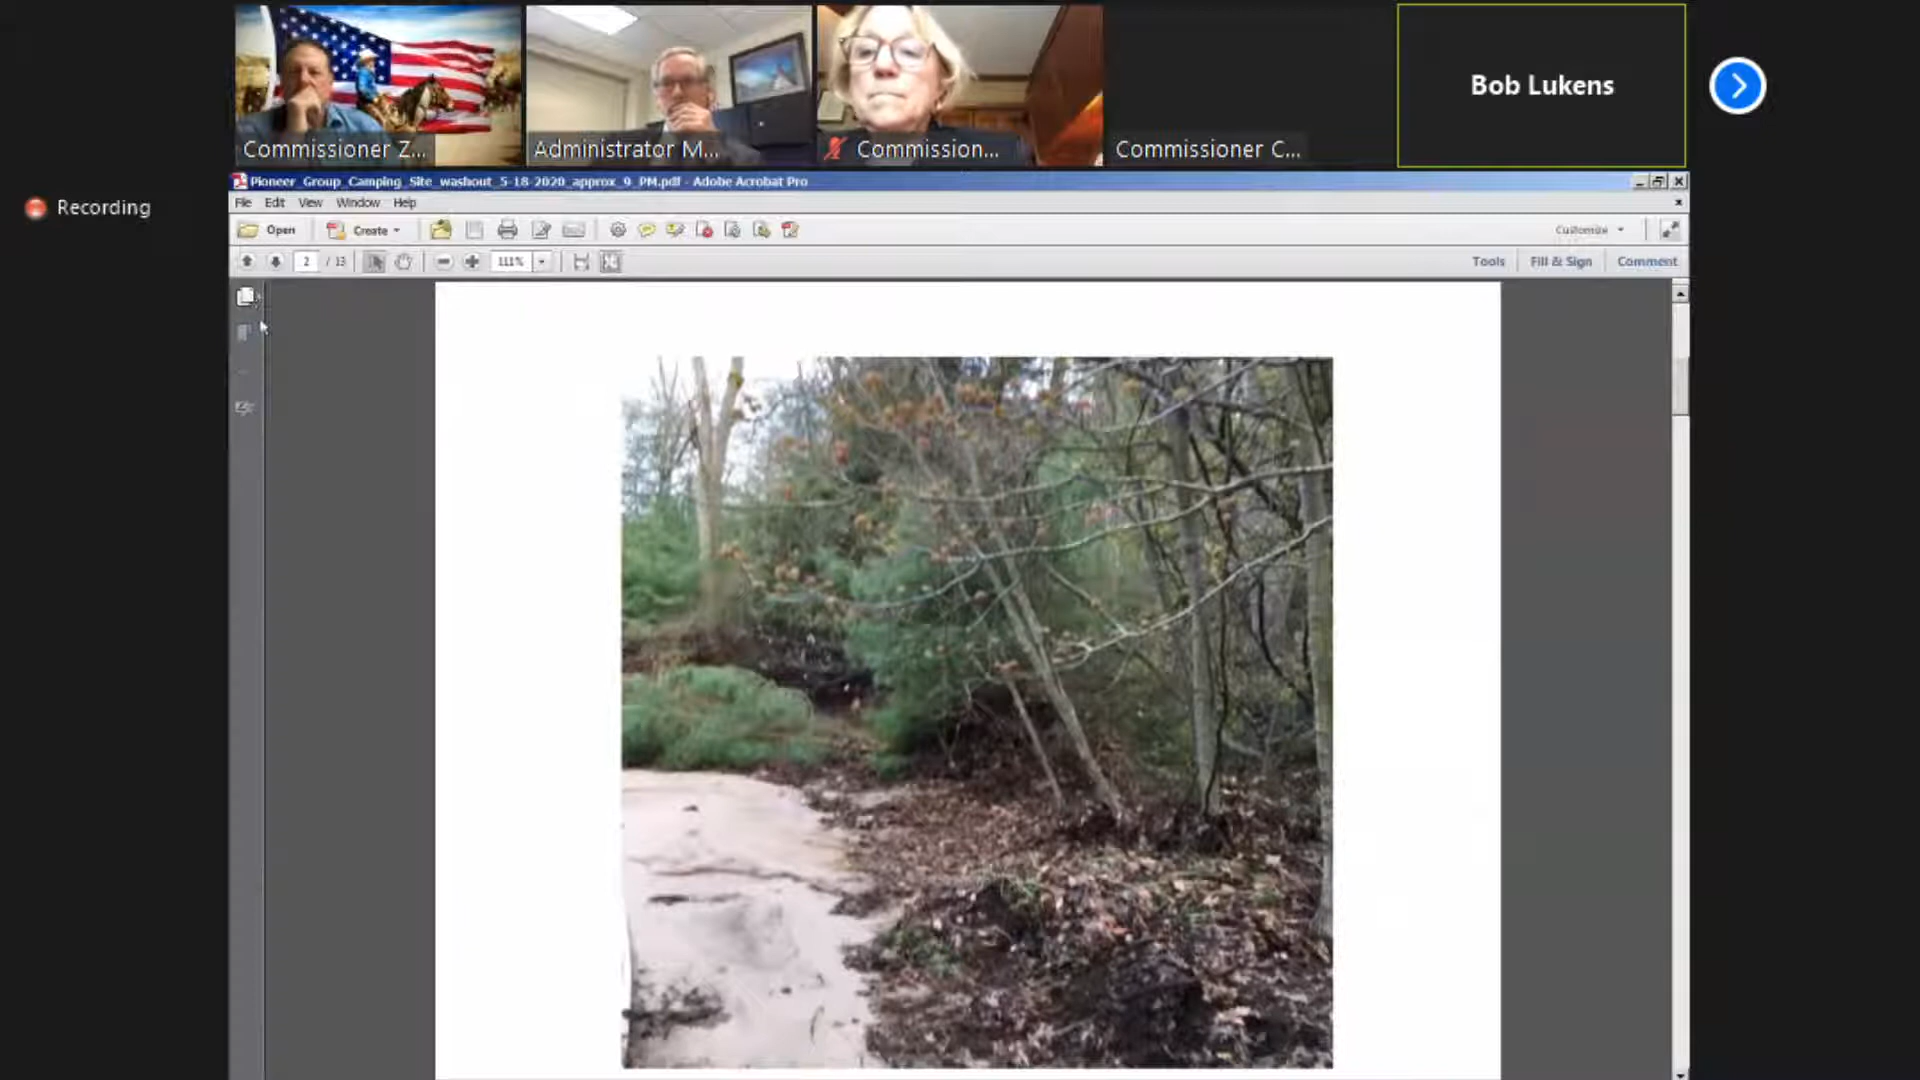 Commissioner Z...
Administrator M...
Commission...
Commissioner C...
Bob Lukens
Recording
Pioneer_Group_Camping_Site_washout_5-18-2020_approx_9_PM.pdf - Adobe Acrobat Pro
File Edit View Window Help
Open Create Customize
2 / 13 111% Tools Fill & Sign Comment